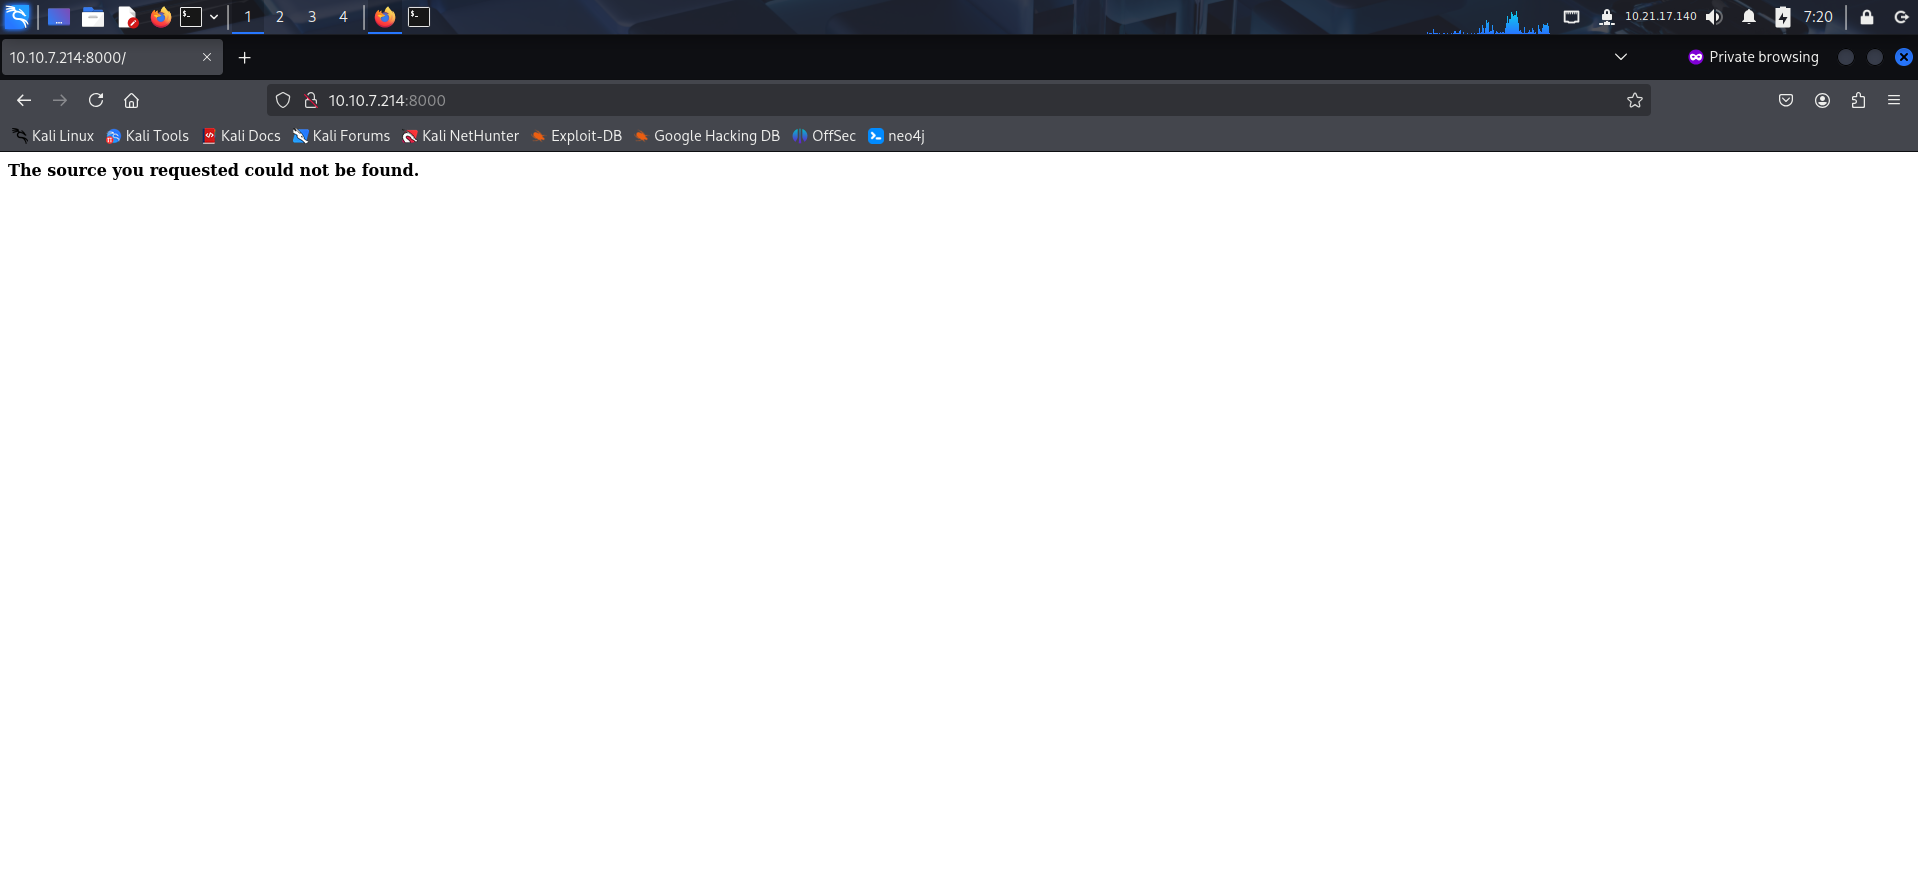 1 2 3 4 10.21.17.140 7:20
10.10.7.214:8000/ Private browsing
10.10.7.214:8000
Kali Linux Kali Tools Kali Docs Kali Forums Kali NetHunter Exploit-DB Google Hacking DB OffSec neo4j
The source you requested could not be found.